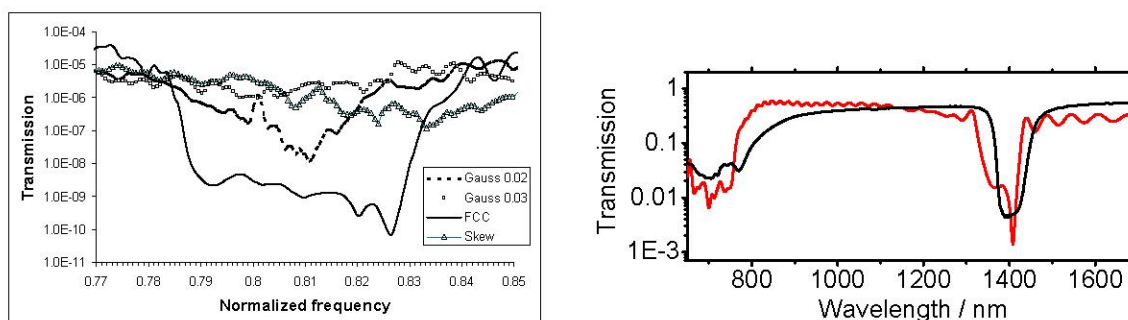 1.0E-04
1.0E-05
1.0E-06
1.0E-07
1.0E-08
1.0E-09
1.0E-10
1.0E-11
Transmission
Gauss 0.02
Gauss 0.03
FCC
Skew
0.77 0.78 0.79 0.8 0.81 0.82 0.83 0.84 0.85
Normalized frequency
1
0.1
0.01
1E-3
Transmission
800 1000 1200 1400 1600
Wavelength / nm